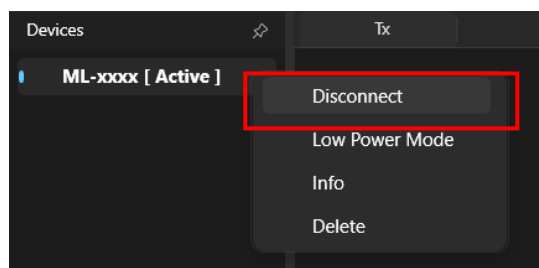 Devices
Tx
ML-xxxx [ Active ]
Disconnect
Low Power Mode
Info
Delete